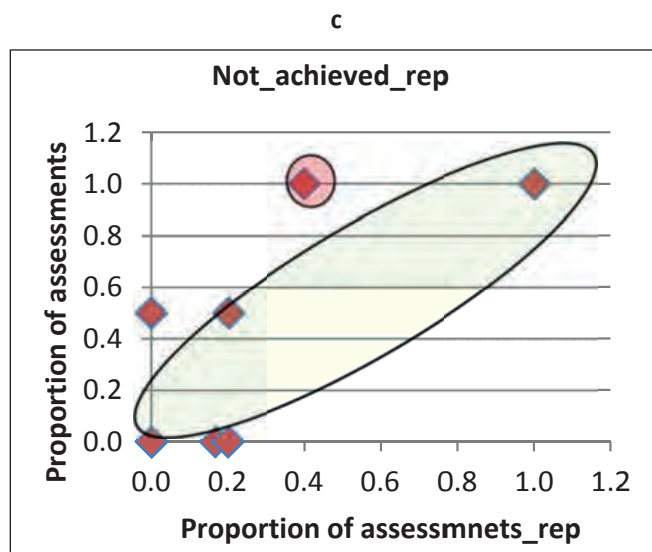 c
Not_achieved_rep
Proportion of assessments
1.2
1.0
0.8
0.6
0.4
0.2
0.0
0.0 0.2 0.4 0.6 0.8 1.0 1.2
Proportion of assessmnets_rep